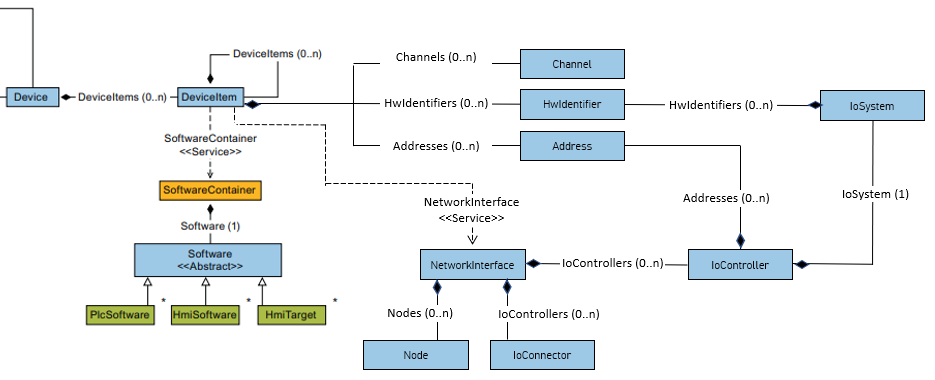 DeviceItems (0..n)
Channels (0..n)
Channel
Device
DeviceItems (0..n)
DeviceItem
HwIdentifiers (0..n)
HwIdentifier
HwIdentifiers (0..n)
IoSystem
SoftwareContainer
<<Service>>
Addresses (0..n)
Address
SoftwareContainer
NetworkInterface
<<Service>>
Addresses (0..n)
IoSystem (1)
Software (1)
Software
<<Abstract>>
NetworkInterface
IoControllers (0..n)
IoController
PlcSoftware
*
HmiSoftware
*
HmiTarget
*
Nodes (0..n)
IoControllers (0..n)
Node
IoConnector